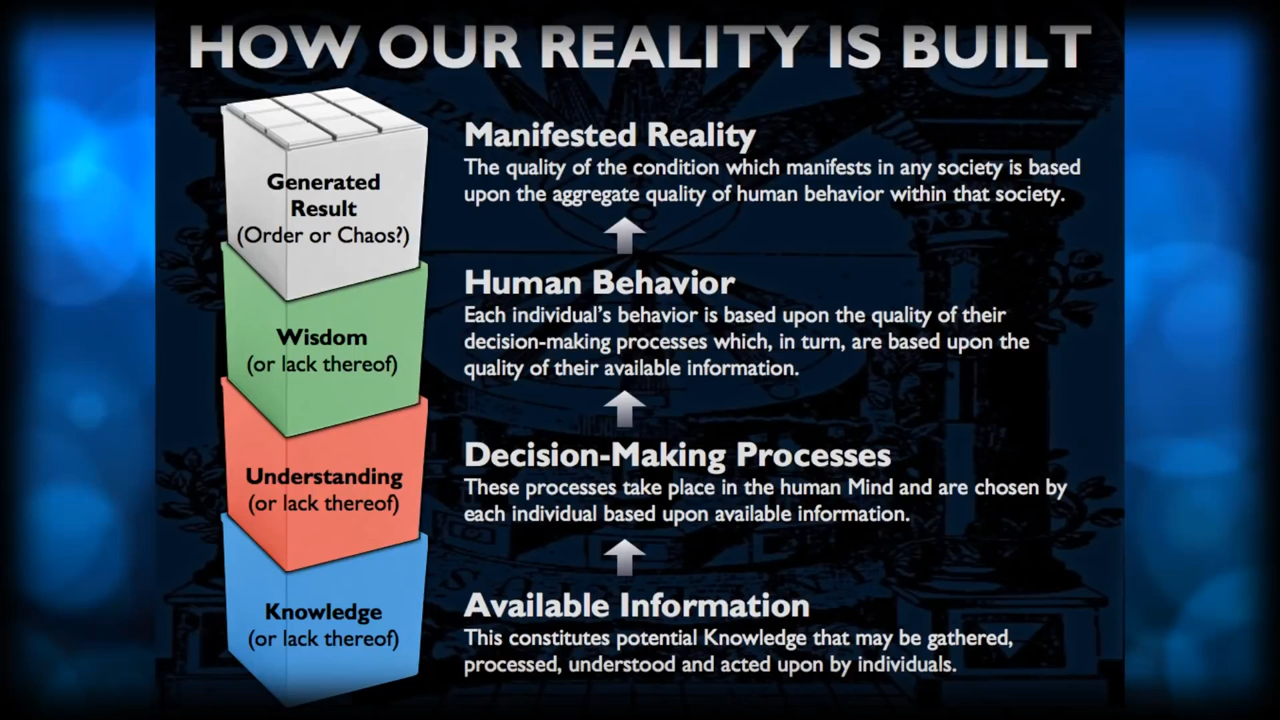 HOW OUR REALITY IS BUILT
Generated
Result
(Order or Chaos?)
Manifested Reality
The quality of the condition which manifests in any society is based
upon the aggregate quality of human behavior within that society.
Wisdom
(or lack thereof)
Human Behavior
Each individual's behavior is based upon the quality of their
decision-making processes which, in turn, are based upon the
quality of their available information.
Understanding
(or lack thereof)
Decision-Making Processes
These processes take place in the human Mind and are chosen by
each individual based upon available information.
Knowledge
(or lack thereof)
Available Information
This constitutes potential Knowledge that may be gathered,
processed, understood and acted upon by individuals.